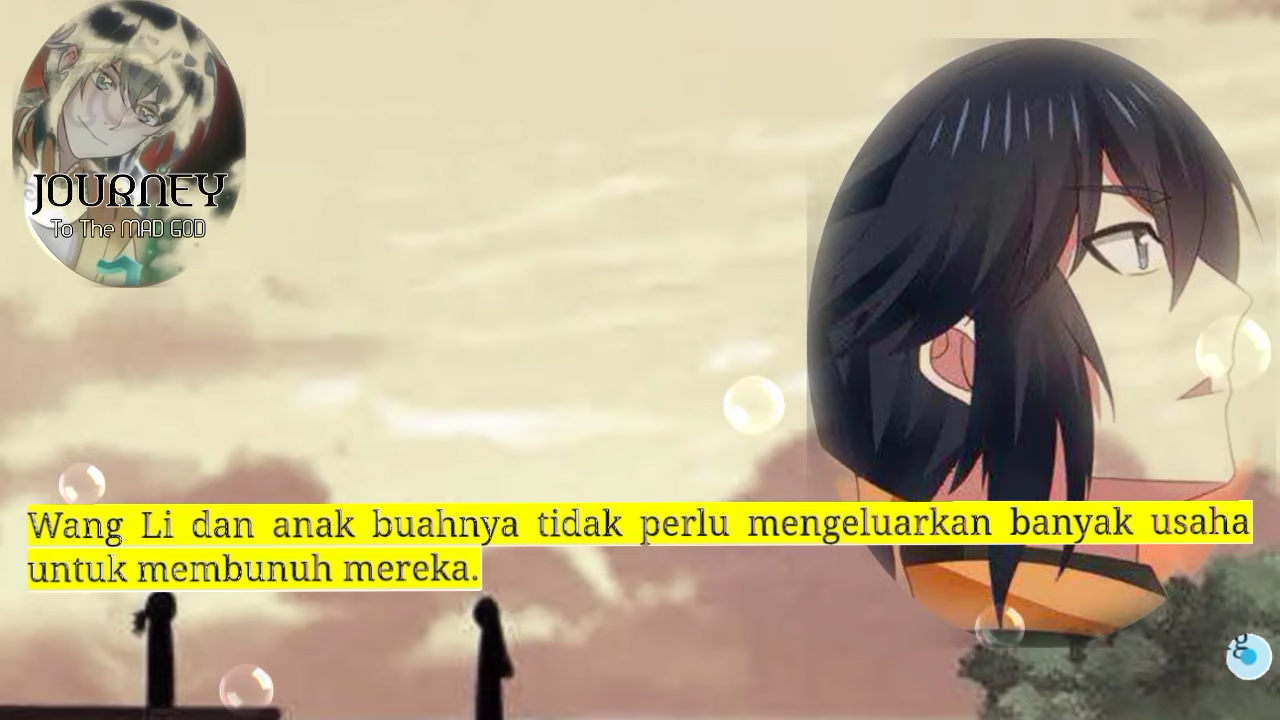 JOURNEY
To The MAD GOD
Wang Li dan anak buahnya tidak perlu mengeluarkan banyak usaha
untuk membunuh mereka.
g